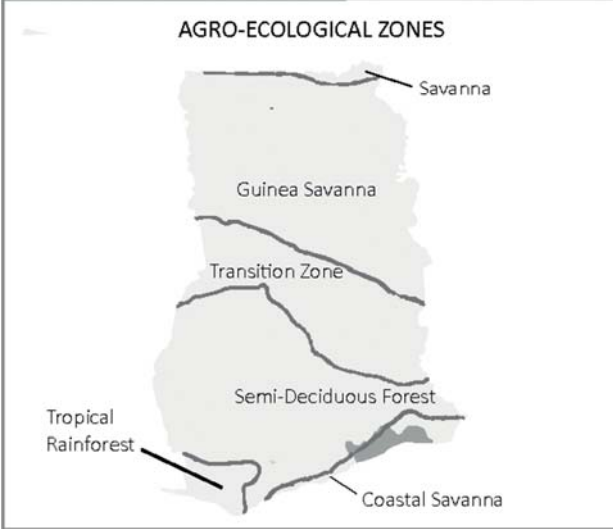 AGRO-ECOLOGICAL ZONES
Savanna
Guinea Savanna
Transition Zone
Semi-Deciduous Forest
Tropical
Rainforest
Coastal Savanna